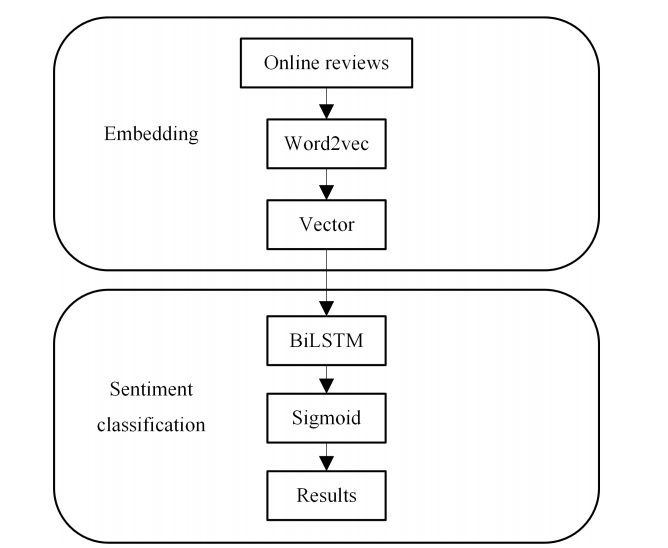 Online reviews
Embedding
Word2vec
Vector
BiLSTM
Sentiment
classification
Sigmoid
Results